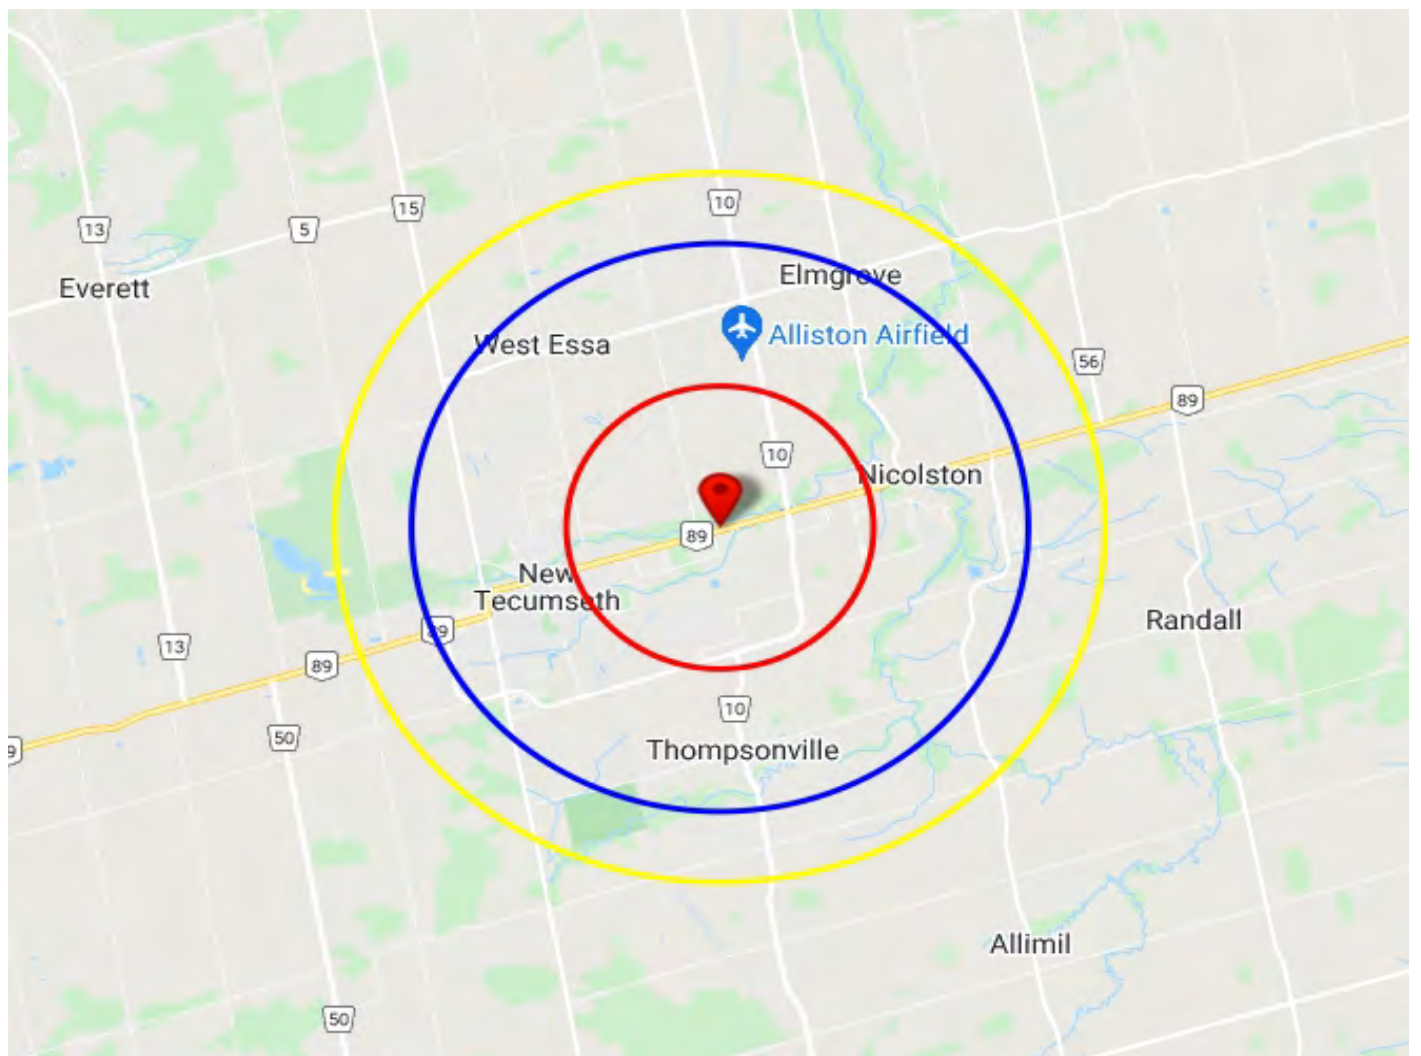 10
15
13
5
Elmgrove
Everett
Alliston Airfield
West Essa
56
89
10
Nicolston
89
New
Tecumseth
Randall
89
13
89
10
50
9
Thompsonville
Allimil
50